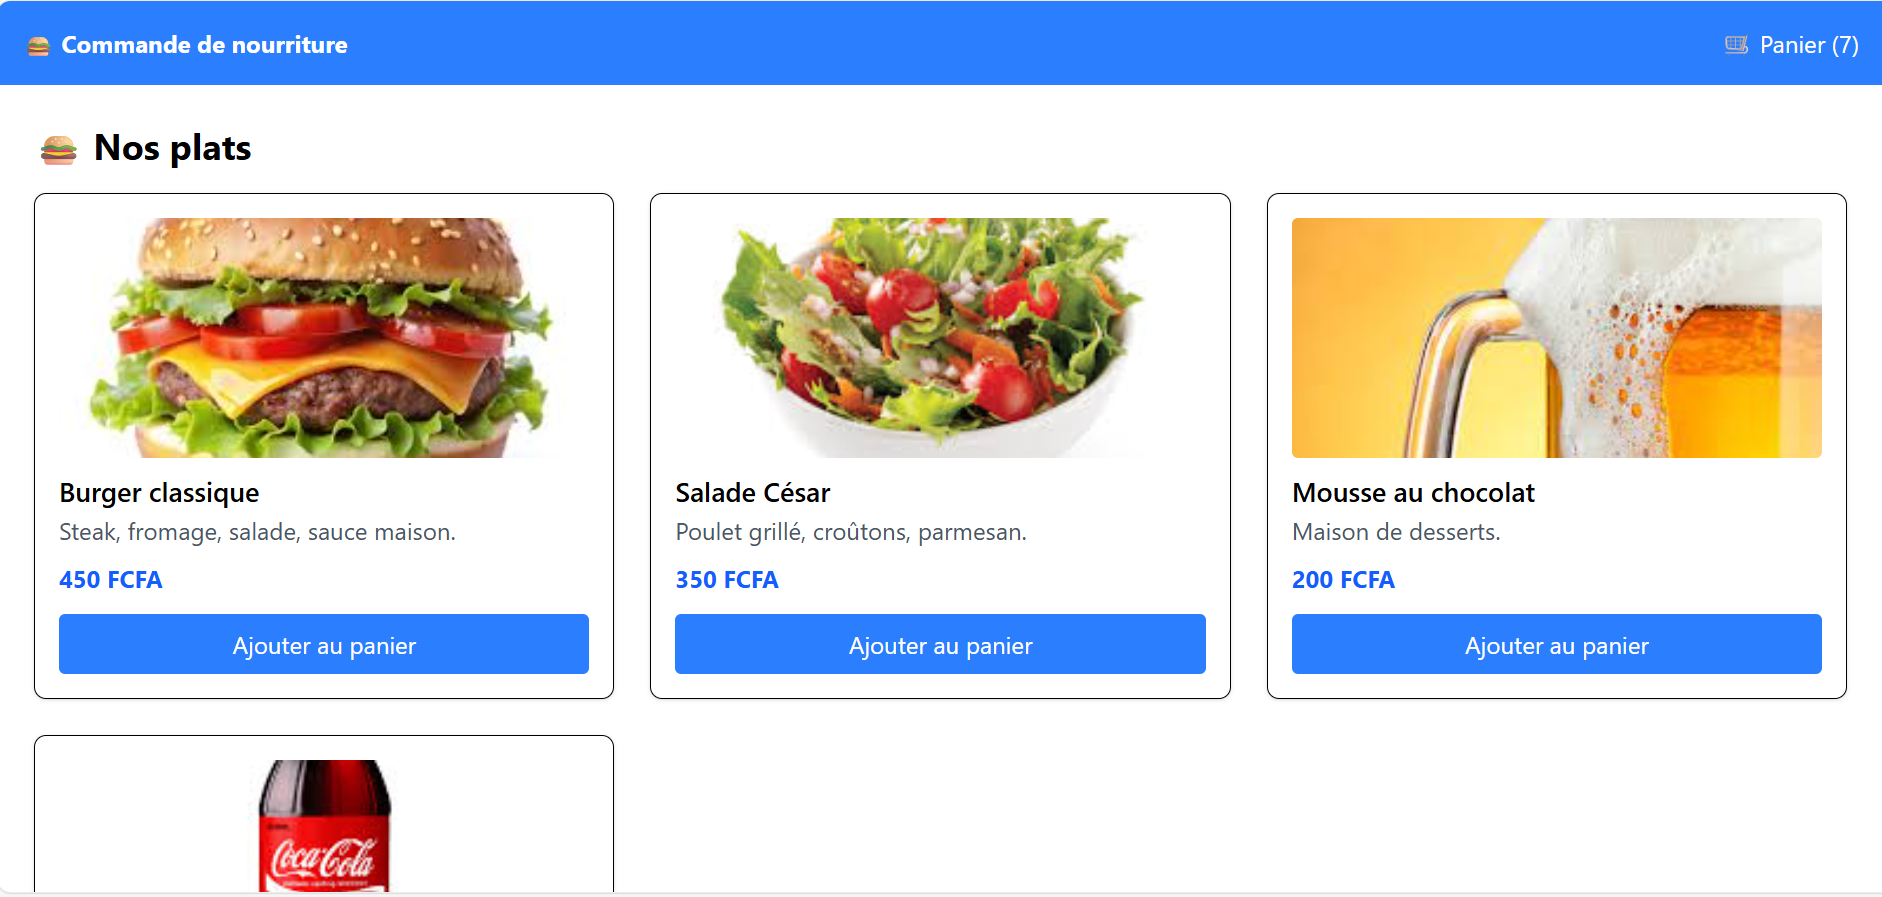 Commande de nourriture
Panier (7)
Nos plats
Burger classique
Steak, fromage, salade, sauce maison.
450 FCFA
Ajouter au panier
Salade César
Poulet grillé, croûtons, parmesan.
350 FCFA
Ajouter au panier
Mousse au chocolat
Maison de desserts.
200 FCFA
Ajouter au panier
Coca-Cola